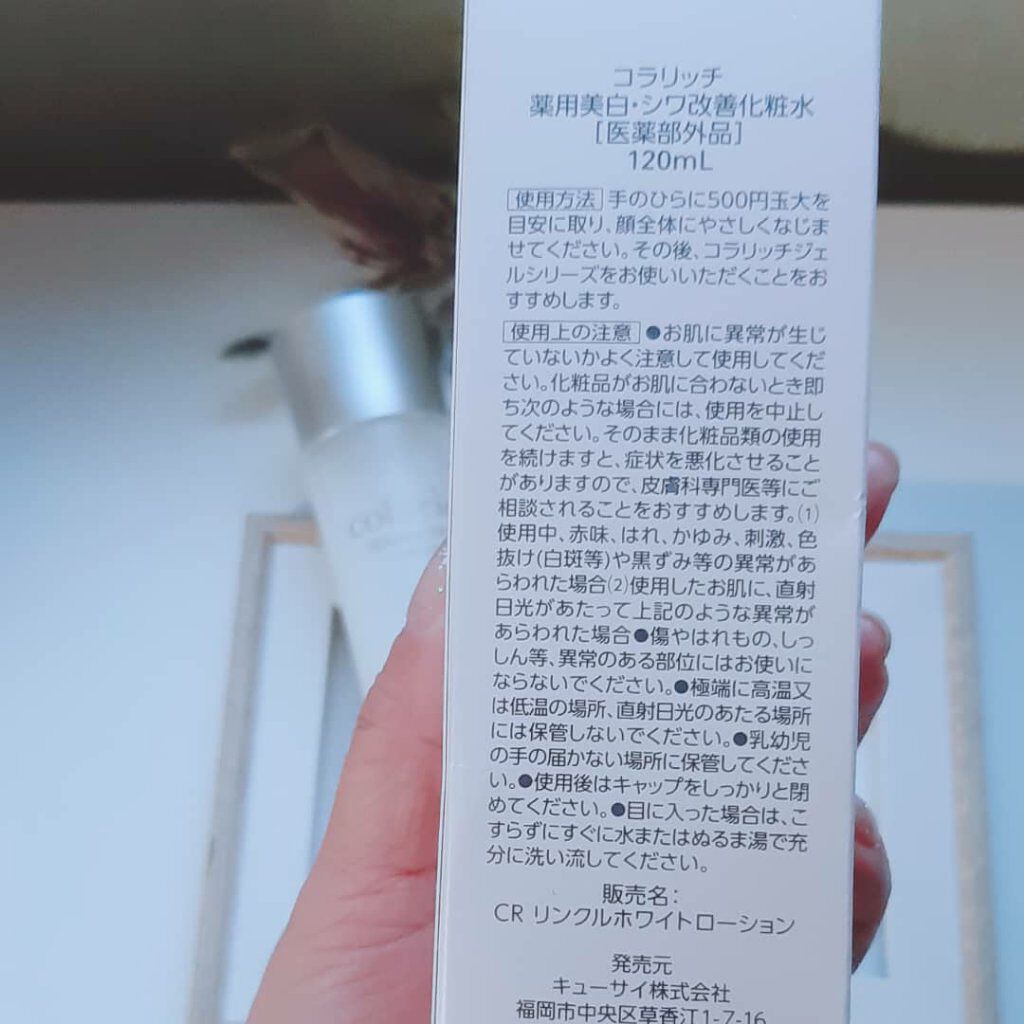 コラリッチ
薬用美白・シワ改善化粧水
[医薬部外品]
120mL
使用方法 手のひらに500円玉大を
目安に取り、顔全体にやさしくなじま
せてください。その後、コラリッチジェ
ルシリーズをお使いいただくことをお
すすめします。
使用上の注意 ●お肌に異常が生じ
ていないかよく注意して使用してくだ
さい。化粧品がお肌に合わないとき即
ち次のような場合には、使用を中止し
てください。そのまま化粧品類の使用
を続けますと、症状を悪化させること
がありますので、皮膚科専門医等にご
相談されることをおすすめします。(1)
使用中、赤味、はれ、かゆみ、刺激、色
抜け(白斑等)や黒ずみ等の異常があ
らわれた場合(2)使用したお肌に、直射
日光があたって上記のような異常が
あらわれた場合●傷やはれもの、しっ
しん等、異常のある部位にはお使いに
ならないでください。●極端に高温又
は低温の場所、直射日光のあたる場所
には保管しないでください。●乳幼児
の手の届かない場所に保管してくださ
い。●使用後はキャップをしっかりと閉
めてください。●目に入った場合は、こ
すらずにすぐに水またはぬるま湯で充
分に洗い流してください。
販売名：
CR リンクルホワイトローション
発売元
キューサイ株式会社
福岡市中央区草香江1-7-16